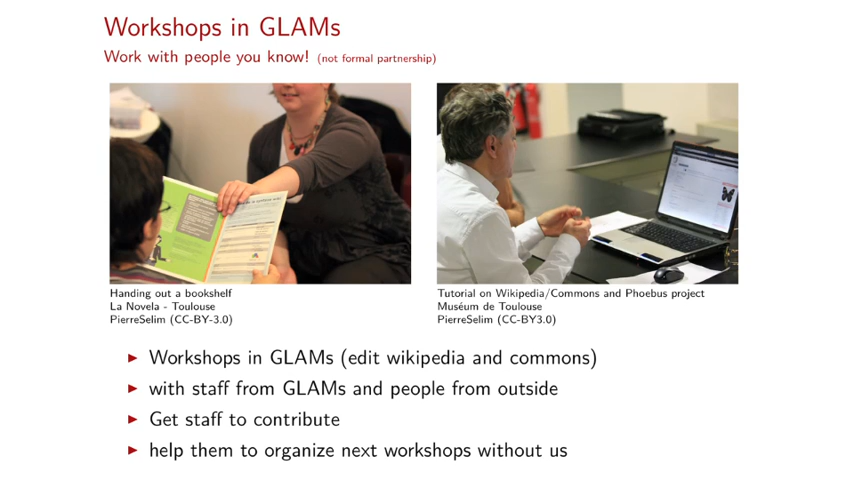 Workshops in GLAMs
Work with people you know! (not formal partnership)
Handing out a bookshelf
La Novela - Toulouse
PierreSelim (CC-BY-3.0)
Tutorial on Wikipedia/Commons and Phoebus project
Muséum de Toulouse
PierreSelim (CC-BY3.0)
► Workshops in GLAMs (edit wikipedia and commons)
► with staff from GLAMs and people from outside
► Get staff to contribute
► help them to organize next workshops without us